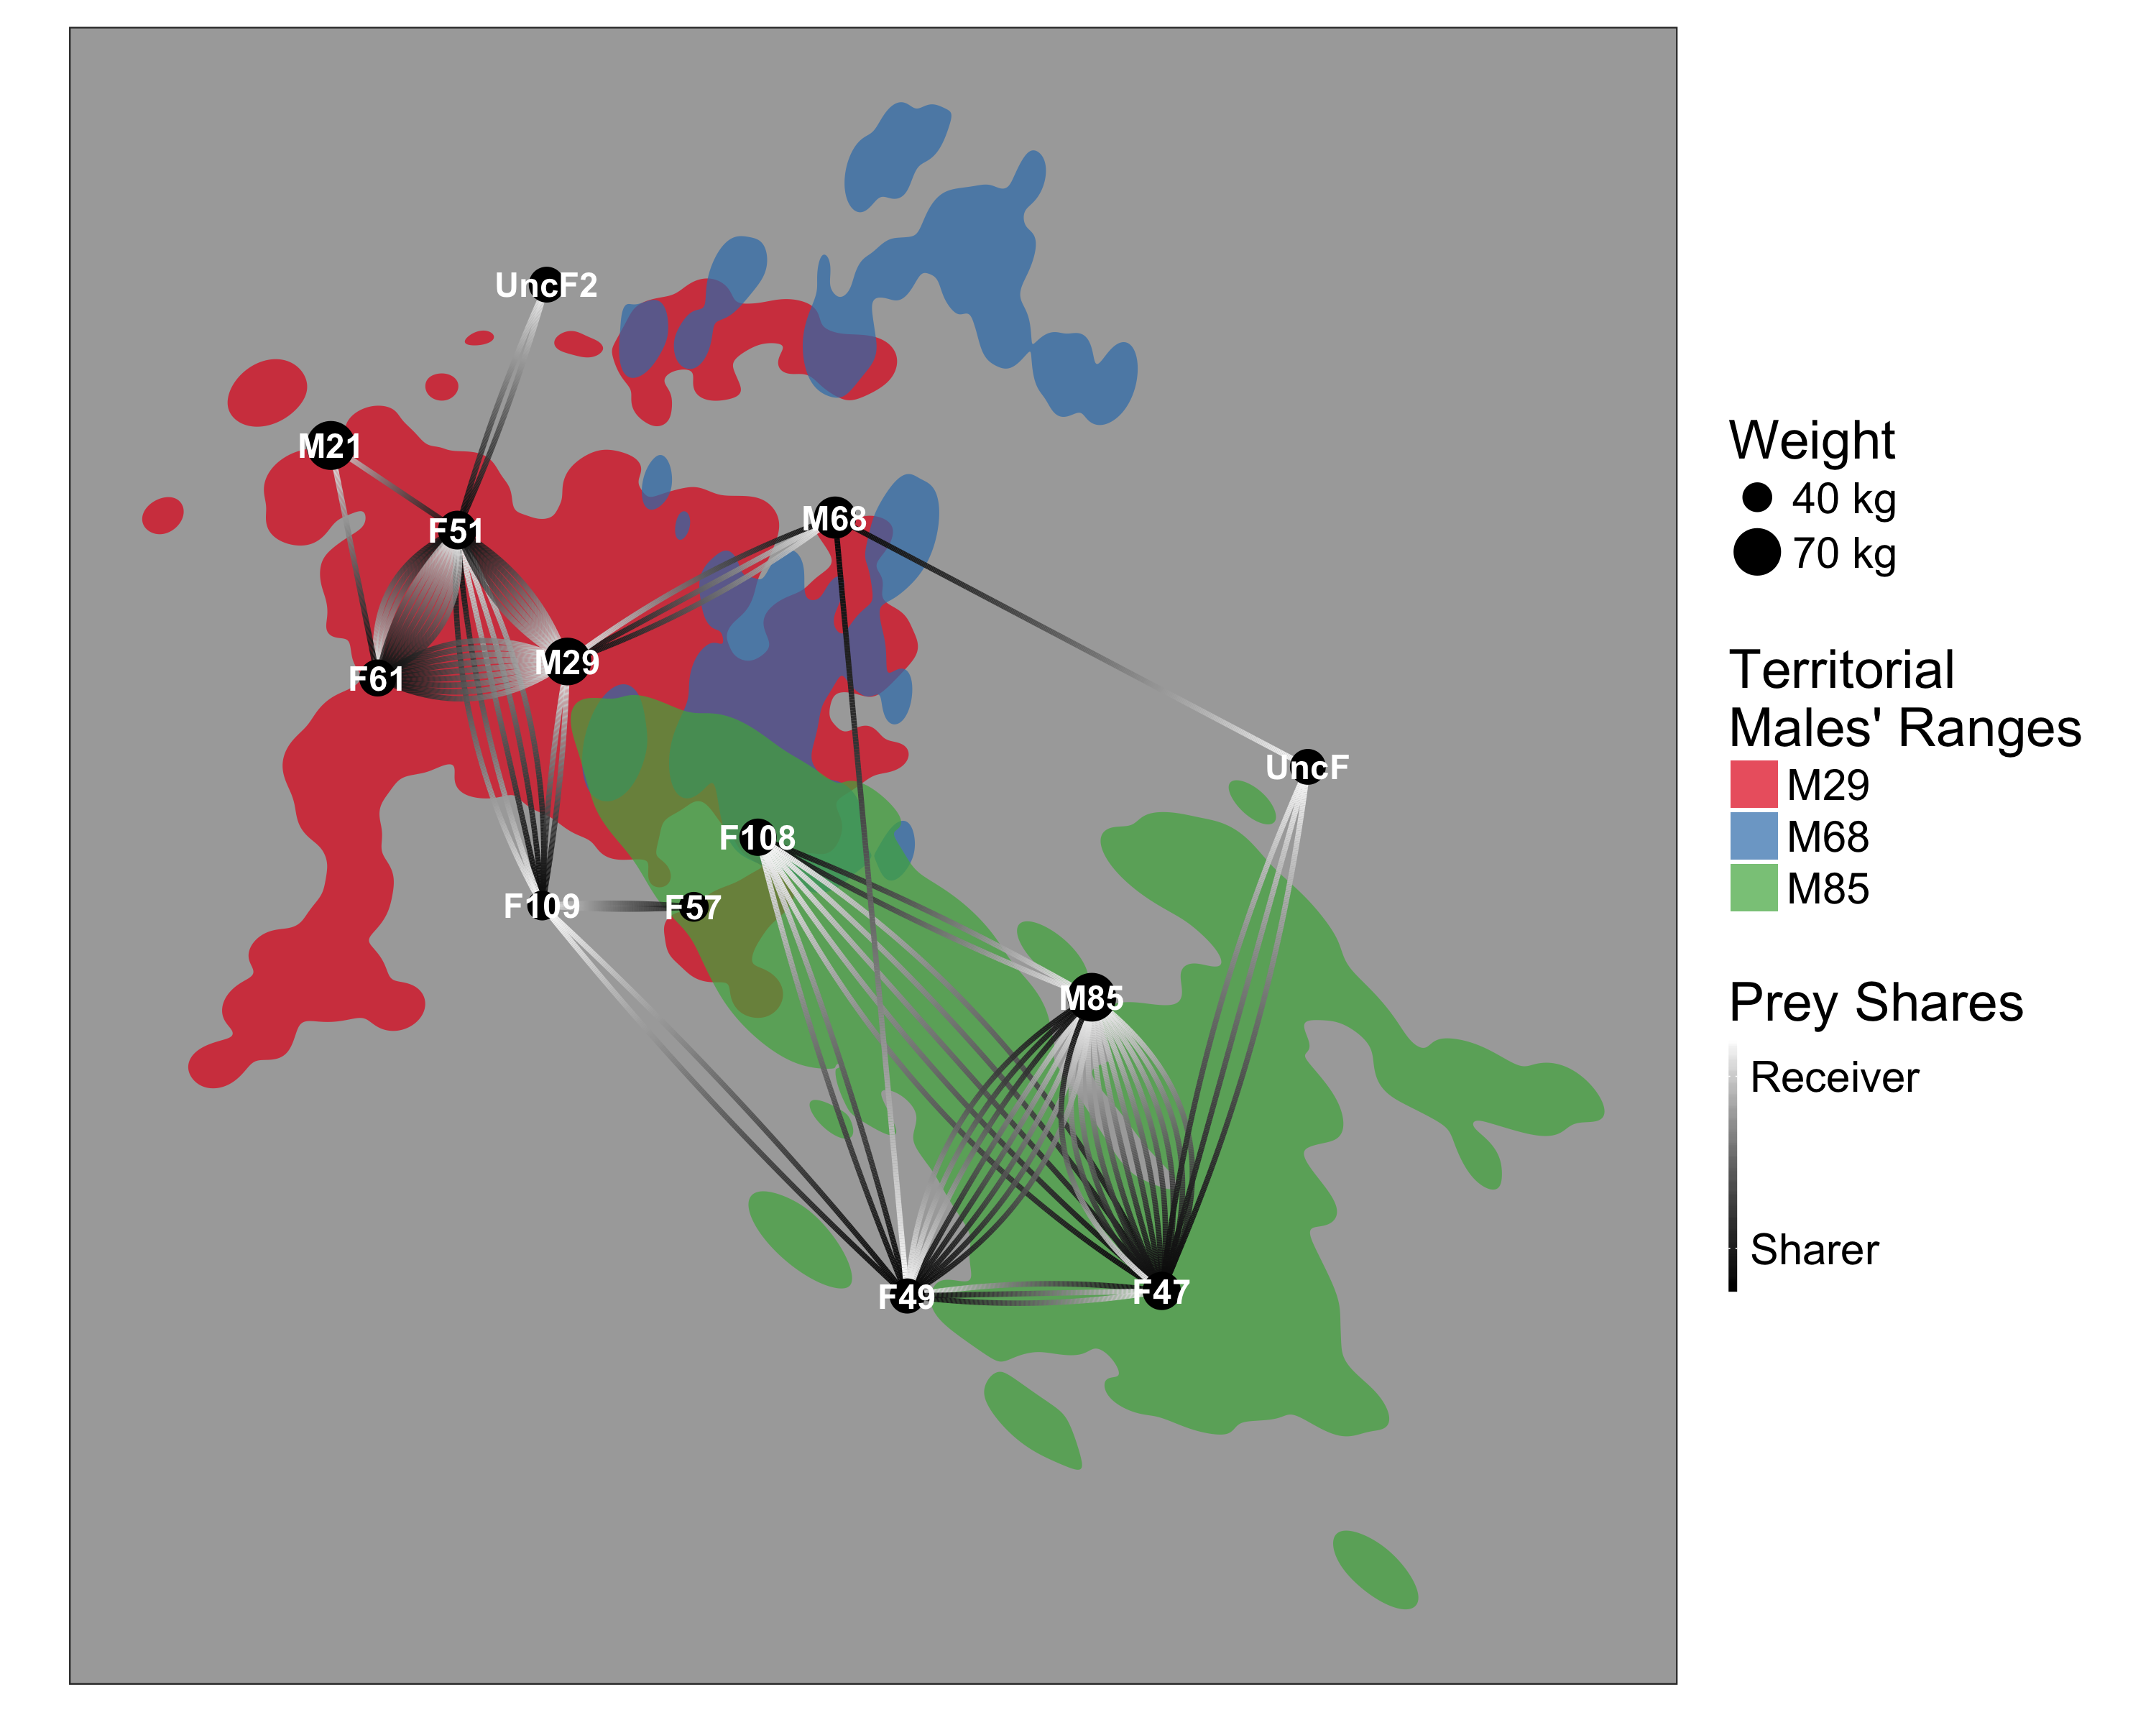 UncF2
M21
F51
M68
M29
F61
UncF
F108
F109
F57
M85
F49
F47
Weight
40 kg
70 kg
Territorial
Males' Ranges
M29
M68
M85
Prey Shares
Receiver
Sharer